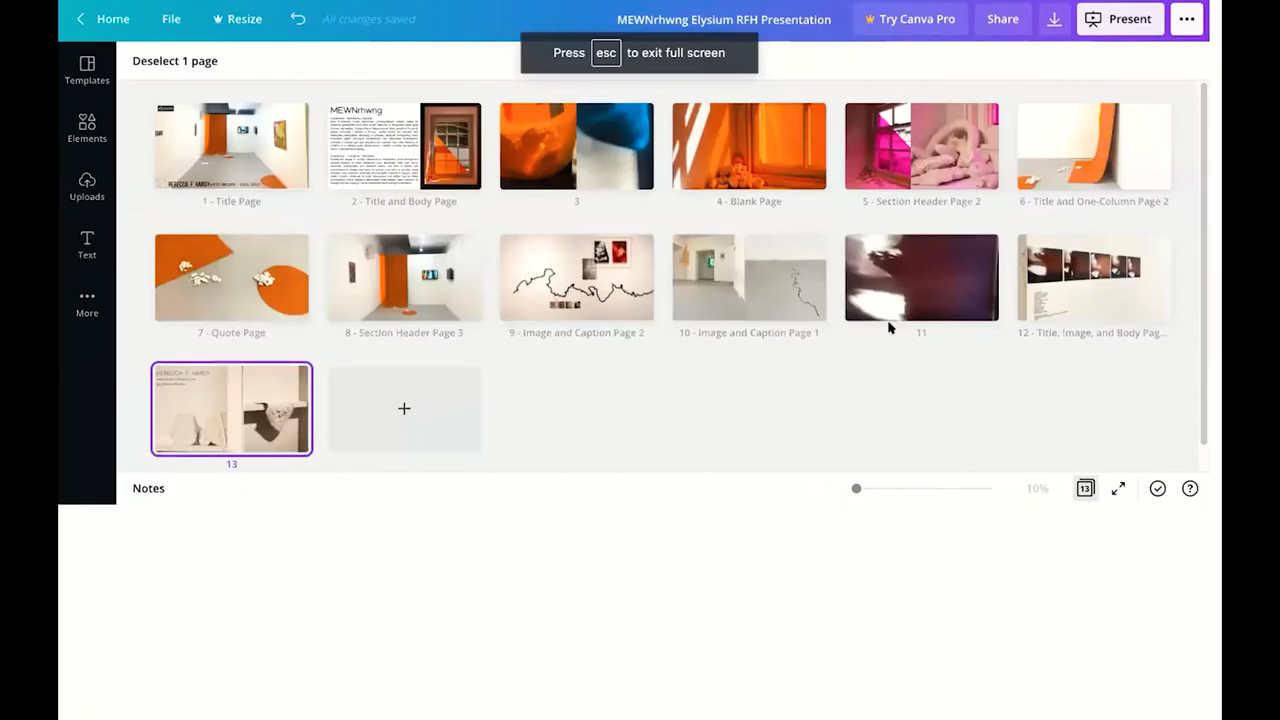 Home File Resize All changes saved MEWNrhwng Elysium RFH Presentation Try Canva Pro Share Present
Press esc to exit full screen
Deselect 1 page
Templates
Elements
Uploads
Text
More
MEWNrhwng
REBECCA F HARDY
1 - Title Page
2 - Title and Body Page
3
4 - Blank Page
5 - Section Header Page 2
6 - Title and One-Column Page 2
7 - Quote Page
8 - Section Header Page 3
9 - Image and Caption Page 2
10 - Image and Caption Page 1
11
12 - Title, Image, and Body Pag...
REBECCA F HARDY
13
Notes
10%
13